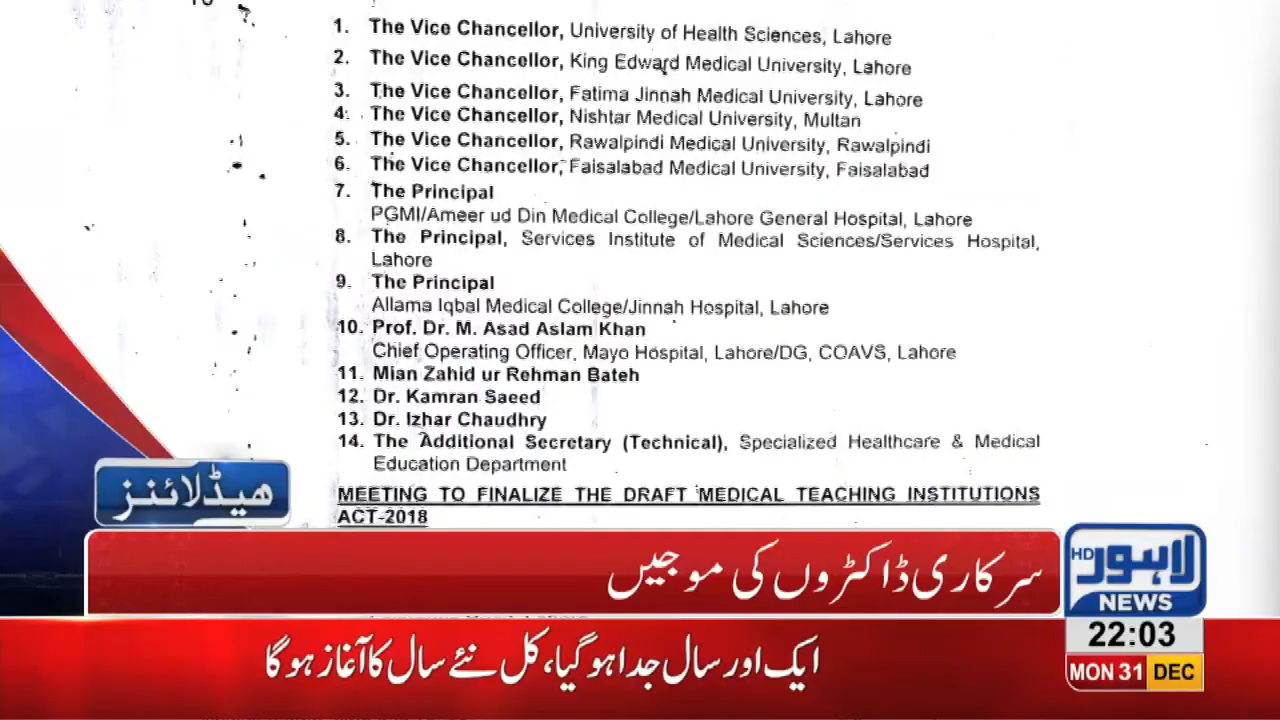 1. The Vice Chancellor, University of Health Sciences, Lahore
2. The Vice Chancellor, King Edward Medical University, Lahore
3. The Vice Chancellor, Fatima Jinnah Medical University, Lahore
4. The Vice Chancellor, Nishtar Medical University, Multan
5. The Vice Chancellor, Rawalpindi Medical University, Rawalpindi
6. The Vice Chancellor, Faisalabad Medical University, Faisalabad
7. The Principal
PGMI/Ameer ud Din Medical College/Lahore General Hospital, Lahore
8. The Principal, Services Institute of Medical Sciences/Services Hospital,
Lahore
9. The Principal
Allama Iqbal Medical College/Jinnah Hospital, Lahore
10. Prof. Dr. M. Asad Aslam Khan
Chief Operating Officer, Mayo Hospital, Lahore/DG, COAVS, Lahore
11. Mian Zahid ur Rehman Bateh
12. Dr. Kamran Saeed
13. Dr. Izhar Chaudhry
14. The Additional Secretary (Technical), Specialized Healthcare & Medical
Education Department
MEETING TO FINALIZE THE DRAFT MEDICAL TEACHING INSTITUTIONS
ACT-2018
ھیڈلائنز
سرکاری ڈاکٹروں کی موجیں
HD لاہور
NEWS
22:03
MON 31 DEC
ایک اور سال جدا ہو گیا، کل نئے سال کا آغاز ہو گا